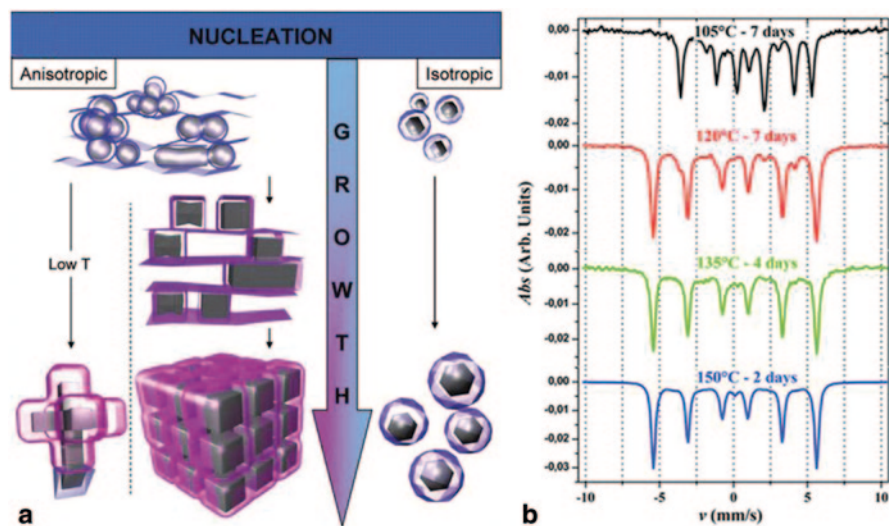 NUCLEATION
Anisotropic
Isotropic
GROWTH
Low T
a
0,00
-0,01
-0,02
105°C - 7 days
0,00
-0,01
-0,02
120°C - 7 days
0,00
-0,01
-0,02
135°C - 4 days
0,00
-0,01
-0,02
-0,03
150°C - 2 days
Abs (Arb. Units)
-10 -5 0 5 10
v (mm/s)
b